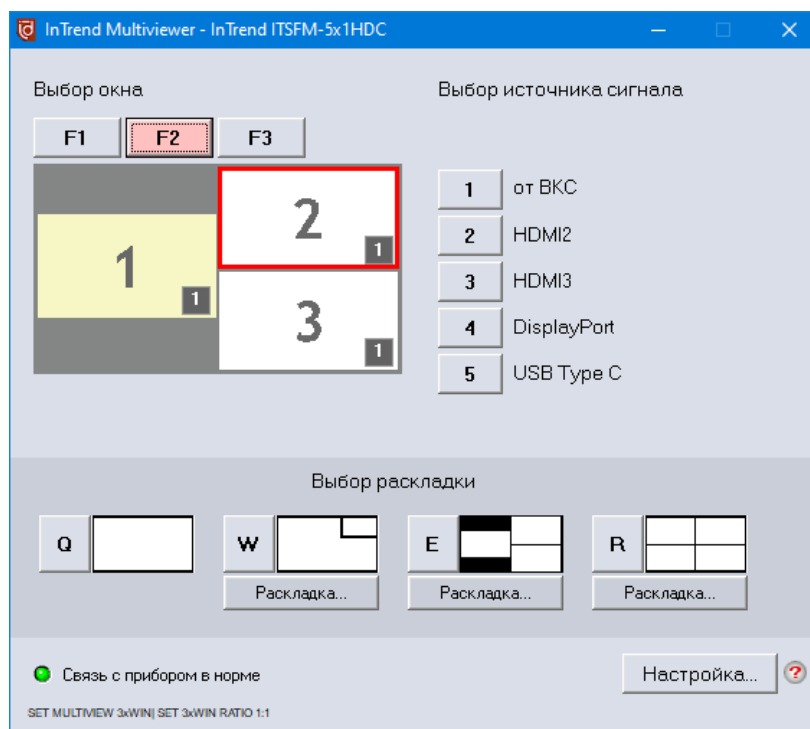 InTrend Multiviewer - InTrend ITSFM-5x1HDC
Выбор окна
Выбор источника сигнала
F1 F2 F3
1 1
2 1
3 1
1 от ВКС
2 HDMI2
3 HDMI3
4 DisplayPort
5 USB Type C
Выбор раскладки
Q W E R
Раскладка... Раскладка... Раскладка...
Связь с прибором в норме
Настройка... ?
SET MULTIVIEW 3xWIN| SET 3xWIN RATIO 1:1